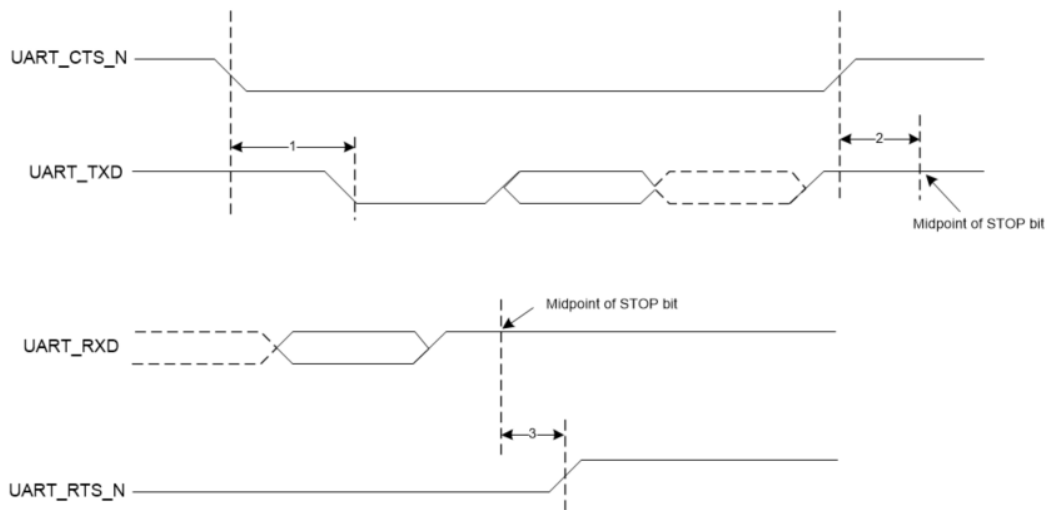 UART_CTS_N
1
2
UART_TXD
Midpoint of STOP bit
Midpoint of STOP bit
UART_RXD
3
UART_RTS_N